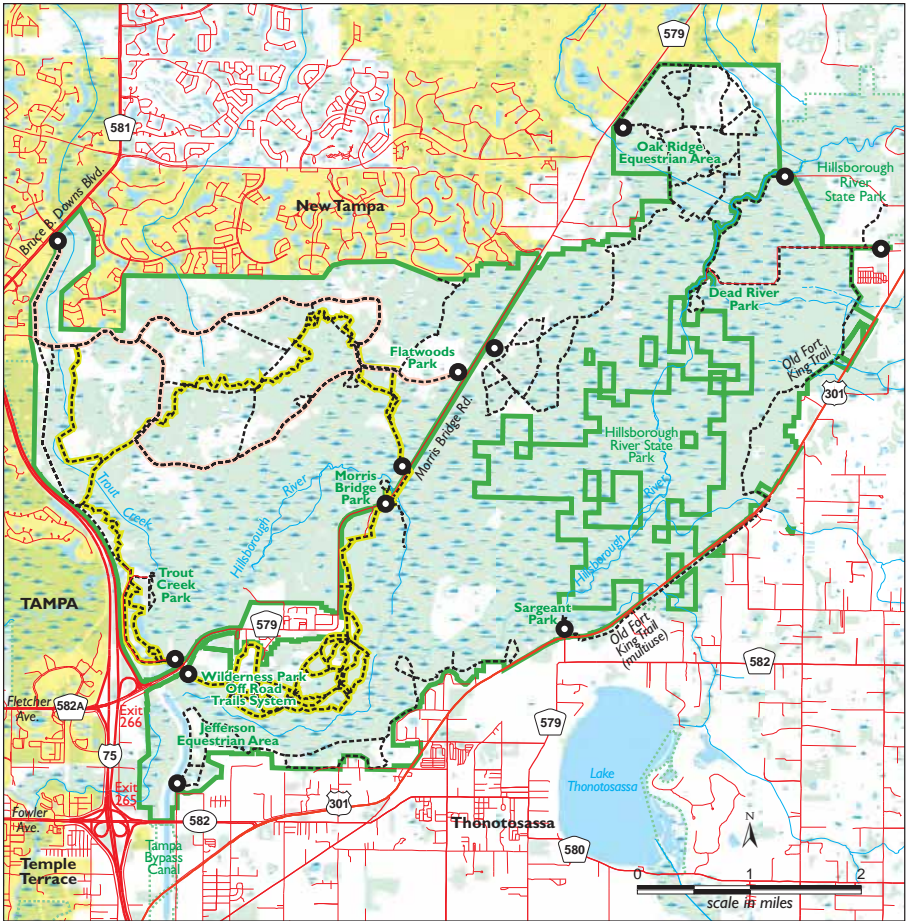 579
581
Oak Ridge
Equestrian Area
Hillsborough
River
State Park
Bruce B. Downs Blvd.
New Tampa
Dead River
Park
Flatwoods
Park
Old Fort
King Trail
301
Morris Bridge Rd.
Hillsborough
River State
Park
Morris
Bridge
Park
Trout
Creek
Hillsborough
River
Hillsborough
River
Trout
Creek
Park
TAMPA
579
Sargeant
Park
Old Fort
King Trail
(multiuse)
582
Wilderness Park
Off Road
Trails System
Fletcher
Ave.
582A
Exit
266
Jefferson
Equestrian Area
579
75
Lake
Thonotosassa
Exit
265
301
Fowler
Ave.
582
Thonotosassa
N
Tampa
Bypass
Canal
580
Temple
Terrace
0
1
2
scale in miles